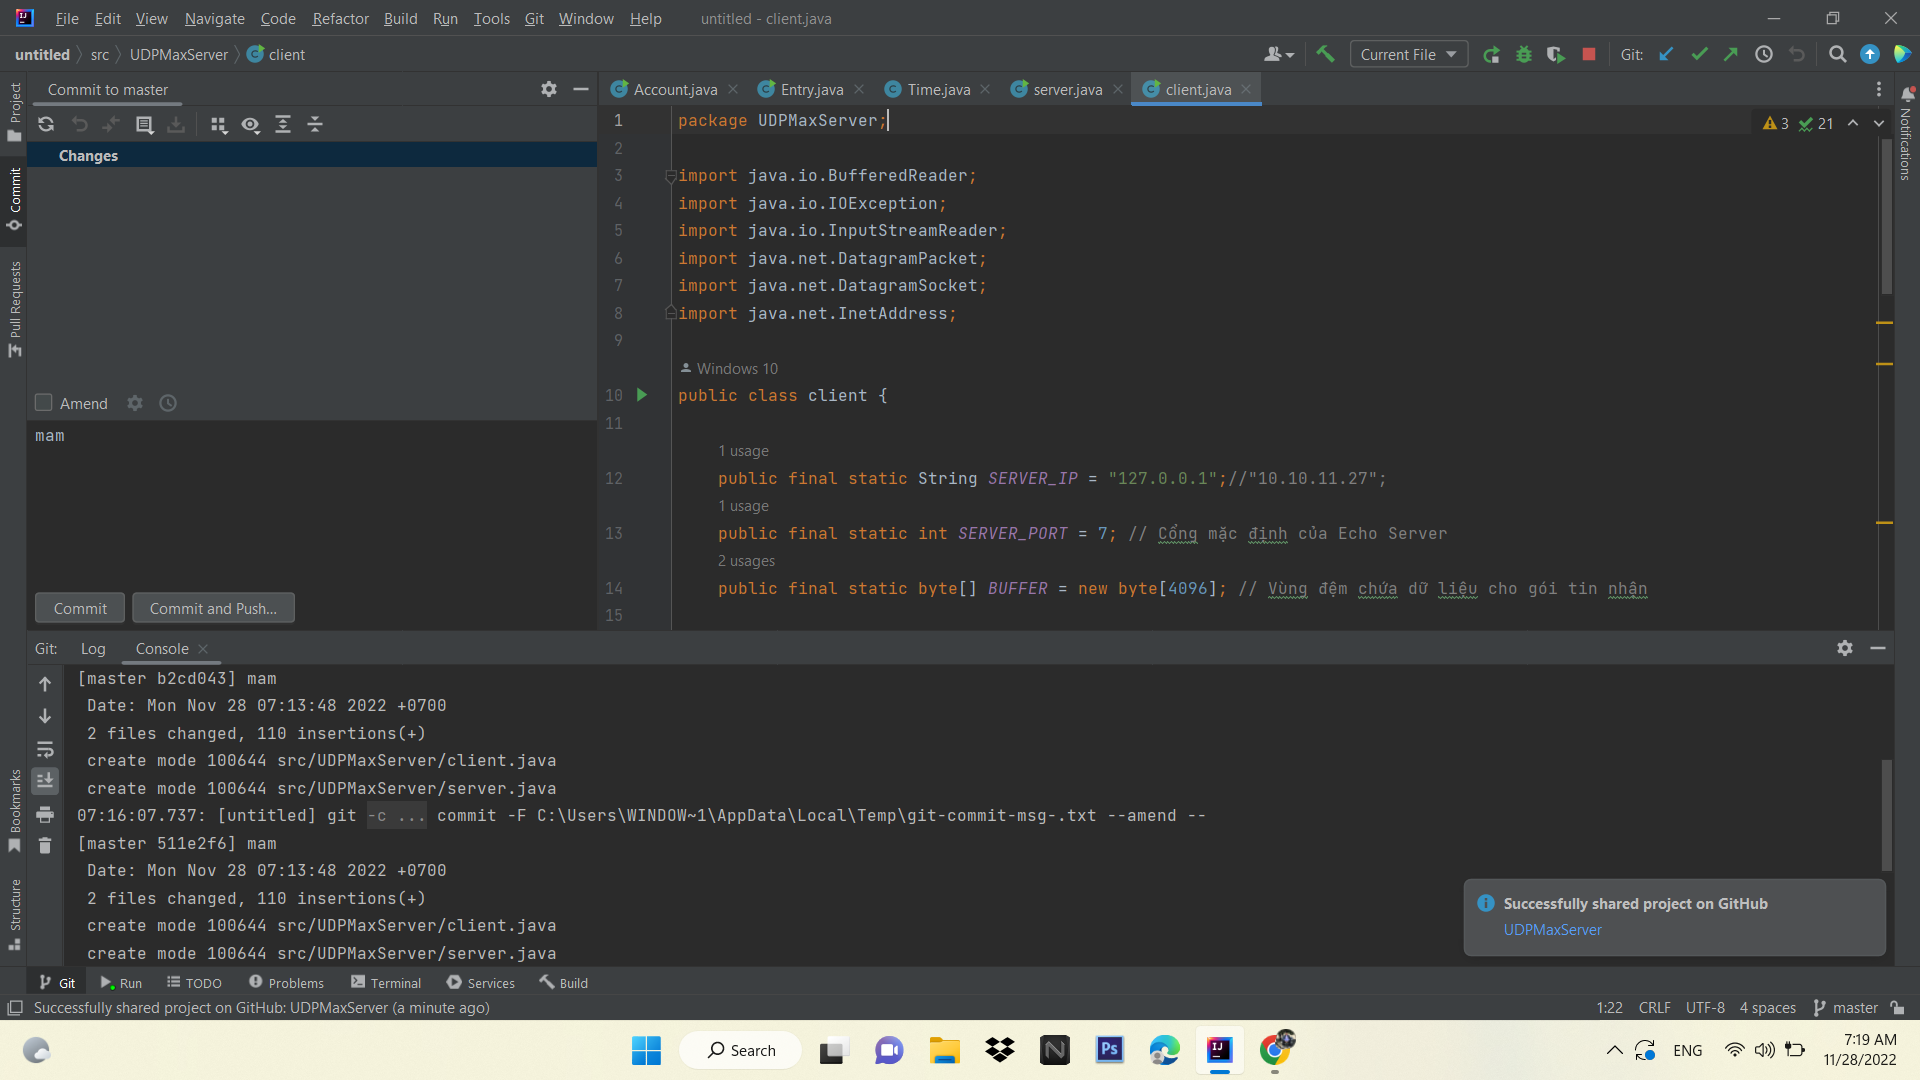 File Edit View Navigate Code Refactor Build Run Tools Git Window Help untitled - client.java
untitled src UDPMaxServer client Current File Git:
Project
Commit
Pull Requests
Bookmarks
Structure
Commit to master
Changes
Amend
mam
Commit Commit and Push...
Account.java Entry.java Time.java server.java client.java
3 21
1 package UDPMaxServer;
2
3 import java.io.BufferedReader;
4 import java.io.IOException;
5 import java.io.InputStreamReader;
6 import java.net.DatagramPacket;
7 import java.net.DatagramSocket;
8 import java.net.InetAddress;
9
Windows 10
10 public class client {
11
1 usage
12 public final static String SERVER_IP = "127.0.0.1";//"10.10.11.27";
1 usage
13 public final static int SERVER_PORT = 7; // Cổng mặc định của Echo Server
2 usages
14 public final static byte[] BUFFER = new byte[4096]; // Vùng đệm chứa dữ liệu cho gói tin nhận
15
Notifications
Git: Log Console
[master b2cd043] mam
Date: Mon Nov 28 07:13:48 2022 +0700
2 files changed, 110 insertions(+)
create mode 100644 src/UDPMaxServer/client.java
create mode 100644 src/UDPMaxServer/server.java
07:16:07.737: [untitled] git -c ... commit -F C:\Users\WINDOW~1\AppData\Local\Temp\git-commit-msg-.txt --amend --
[master 511e2f6] mam
Date: Mon Nov 28 07:13:48 2022 +0700
2 files changed, 110 insertions(+)
create mode 100644 src/UDPMaxServer/client.java
create mode 100644 src/UDPMaxServer/server.java
Successfully shared project on GitHub
UDPMaxServer
Git Run TODO Problems Terminal Services Build
Successfully shared project on GitHub: UDPMaxServer (a minute ago) 1:22 CRLF UTF-8 4 spaces master
Search
Ps
ENG
7:19 AM
11/28/2022